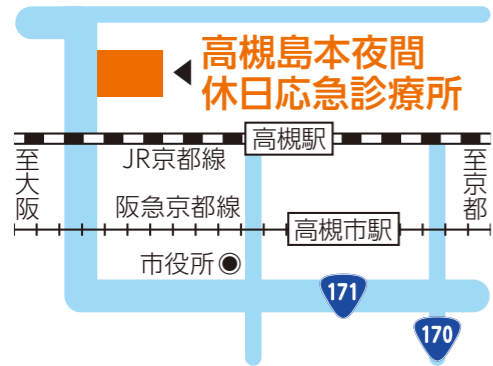 高槻島本夜間
休日応急診療所
高槻駅
JR京都線
至大阪
至京都
阪急京都線
高槻市駅
市役所
171
170